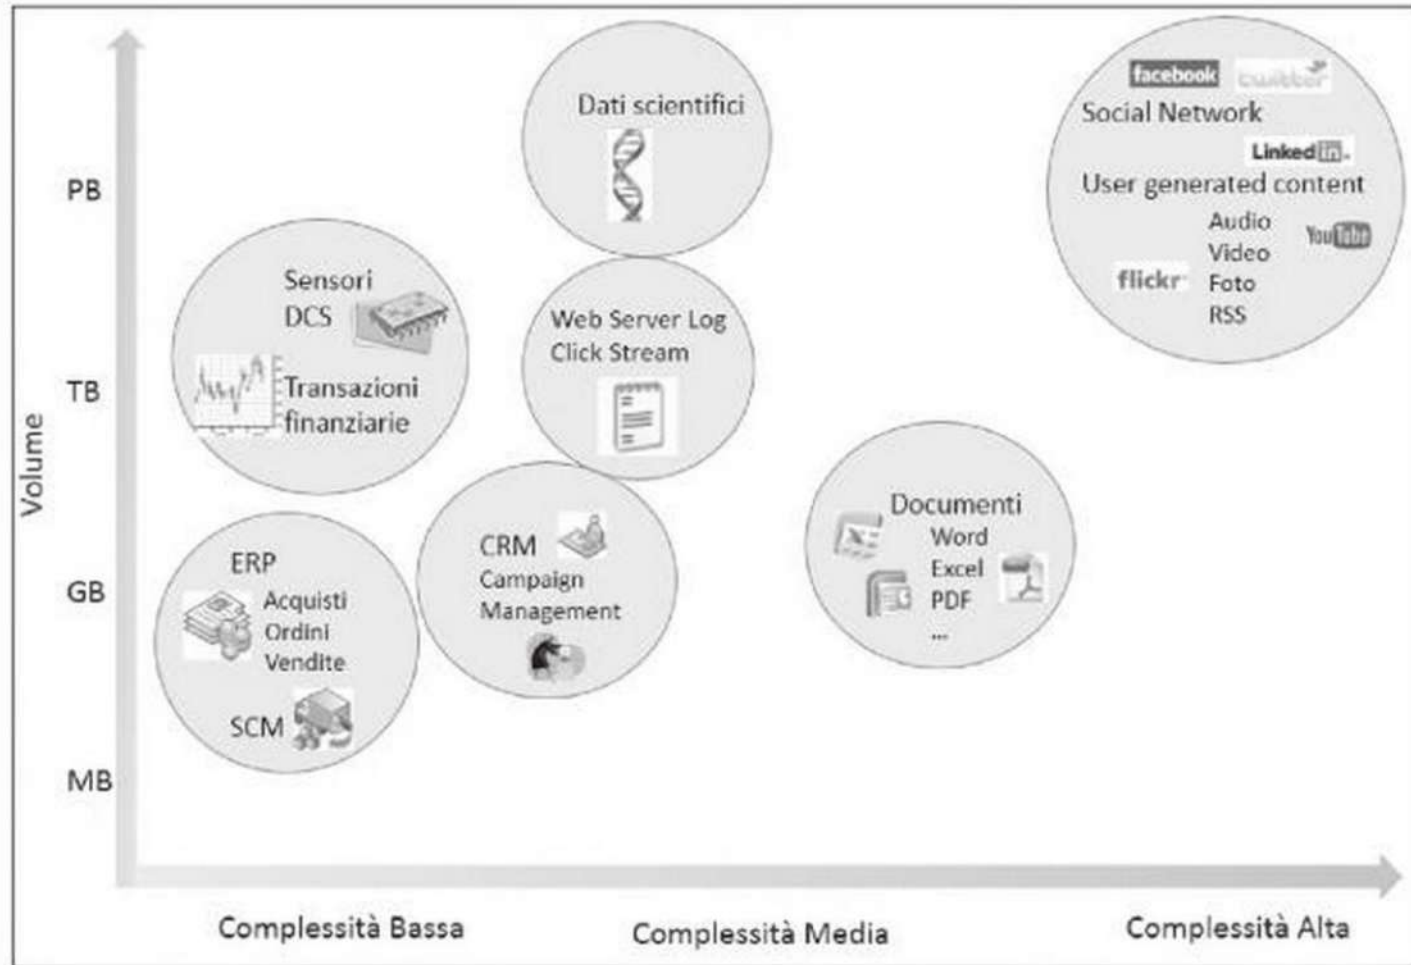 Volume
PB
TB
GB
MB
Dati scientifici
facebook
twitter
Social Network
Linked in
User generated content
Audio
Video
Foto
RSS
YouTube
flickr
Sensori
DCS
Transazioni
finanziarie
Web Server Log
Click Stream
ERP
Acquisti
Ordini
Vendite
SCM
CRM
Campaign
Management
Documenti
Word
Excel
PDF
...
Complessità Bassa
Complessità Media
Complessità Alta